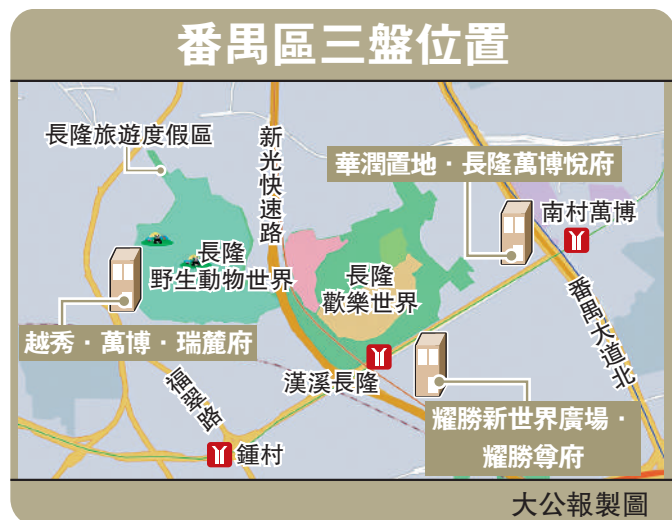 番禺區三盤位置
長隆旅遊度假區
新光快速路
華潤置地·長隆萬博悅府
南村萬博
長隆
野生動物世界
長隆
歡樂世界
越秀·萬博·瑞麓府
番禺大道北
漢溪長隆
福翠路
耀勝新世界廣場·
耀勝尊府
鍾村
大公報製圖